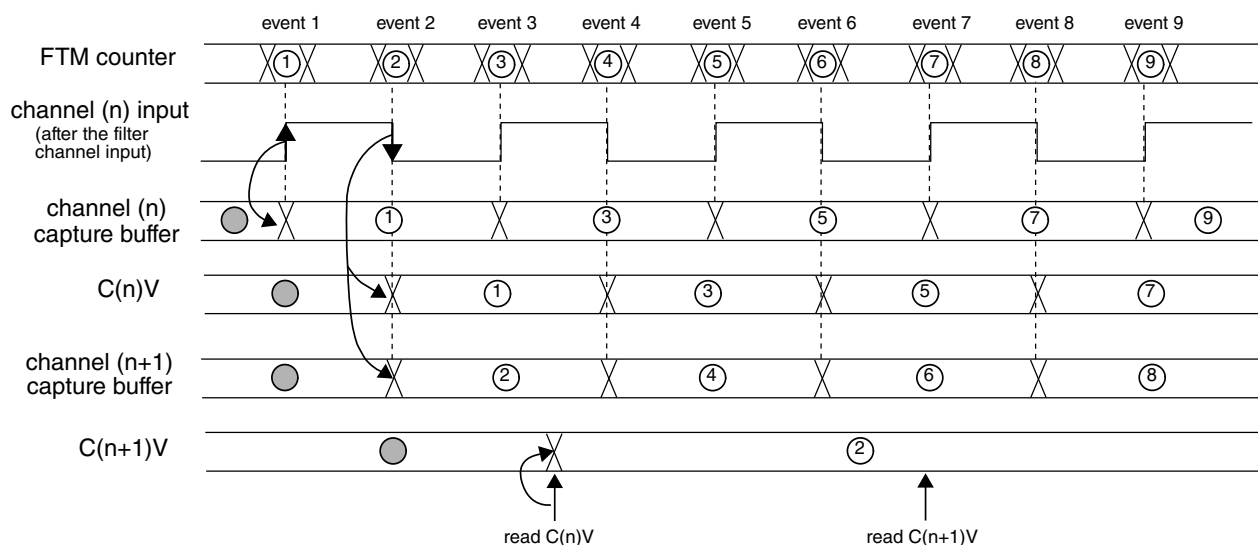 event 1 event 2 event 3 event 4 event 5 event 6 event 7 event 8 event 9
FTM counter 1 2 3 4 5 6 7 8 9
channel (n) input
(after the filter
channel input)
channel (n)
capture buffer 1 3 5 7 9
C(n)V 1 3 5 7
channel (n+1)
capture buffer 2 4 6 8
C(n+1)V 2
read C(n)V read C(n+1)V